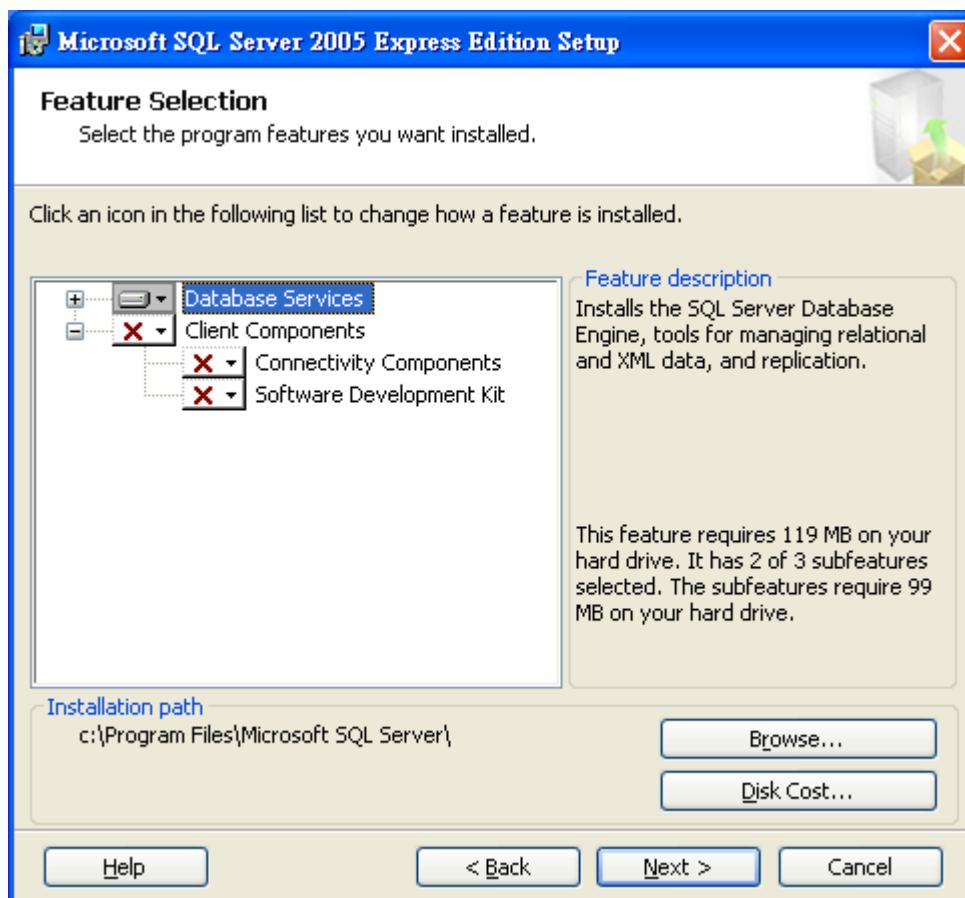 Microsoft SQL Server 2005 Express Edition Setup
Feature Selection
Select the program features you want installed.
Click an icon in the following list to change how a feature is installed.
Database Services
Client Components
Connectivity Components
Software Development Kit
Feature description
Installs the SQL Server Database
Engine, tools for managing relational
and XML data, and replication.
This feature requires 119 MB on your
hard drive. It has 2 of 3 subfeatures
selected. The subfeatures require 99
MB on your hard drive.
Installation path
c:\Program Files\Microsoft SQL Server\
Browse...
Disk Cost...
Help
< Back
Next >
Cancel